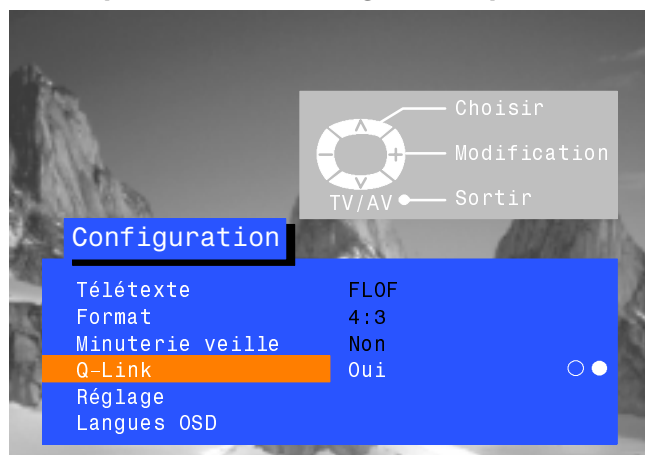 Choisir
Modification
TV/AV Sortir
Configuration
Télétexte FLOF
Format 4:3
Minuterie veille Non
Q-Link Oui
Réglage
Langues OSD